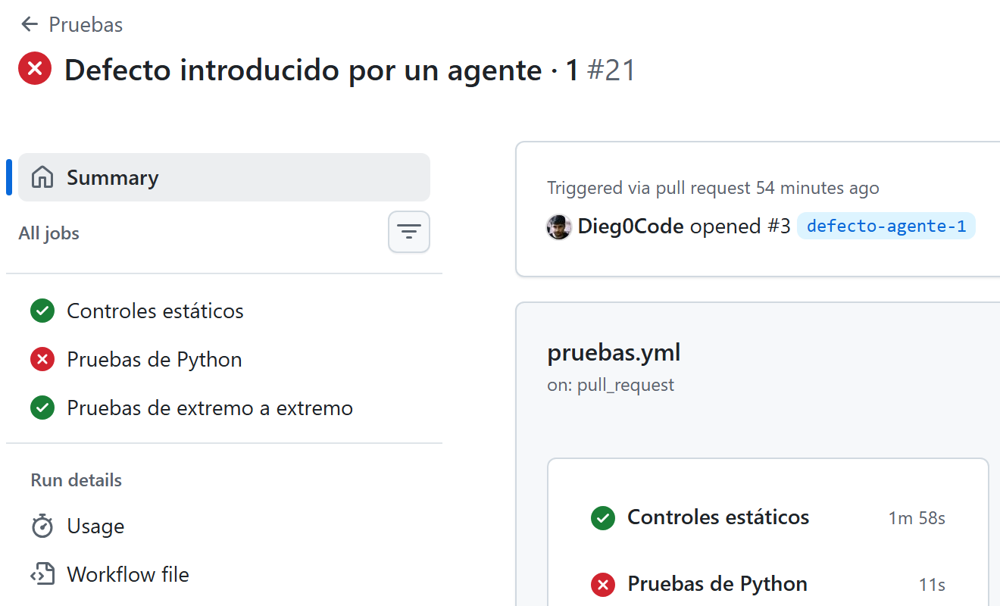 Pruebas
Defecto introducido por un agente · 1 #21
Summary
All jobs
Controles estáticos
Pruebas de Python
Pruebas de extremo a extremo
Run details
Usage
Workflow file
Triggered via pull request 54 minutes ago
Dieg0Code opened #3 defecto-agente-1
pruebas.yml
on: pull_request
Controles estáticos 1m 58s
Pruebas de Python 11s